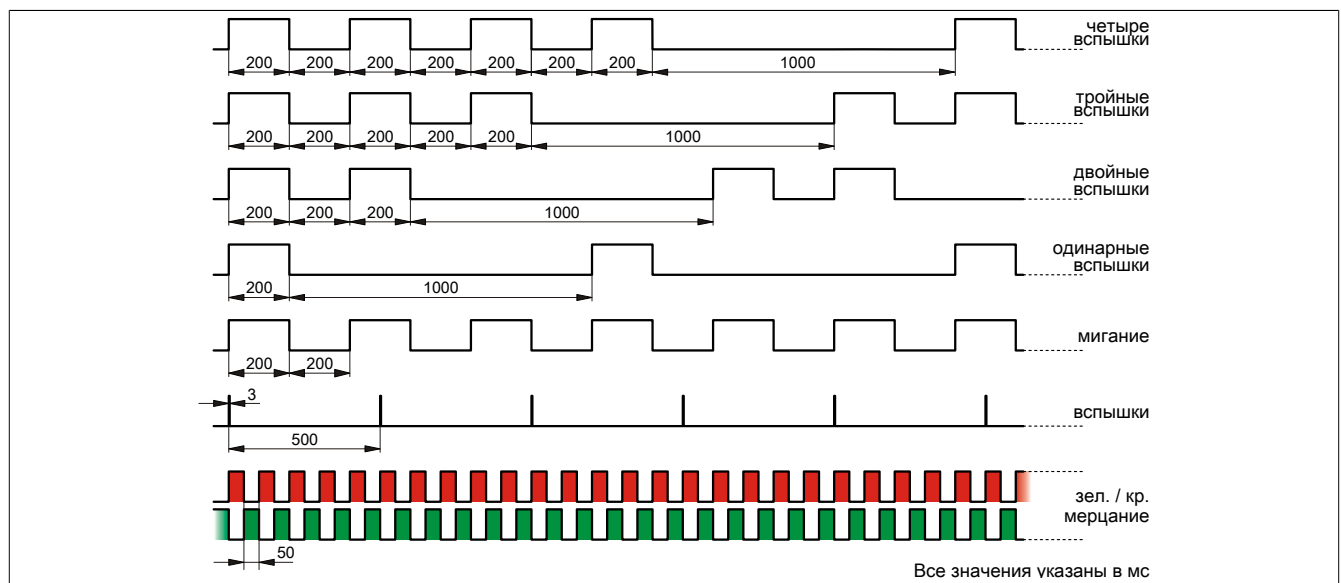 четыре
вспышки
200 200 200 200 200 200 200 1000
тройные
вспышки
200 200 200 200 200 1000
двойные
вспышки
200 200 200 1000
одинарные
вспышки
200 1000
мигание
200 200
3
вспышки
500
зел. / кр.
мерцание
50
Все значения указаны в мс